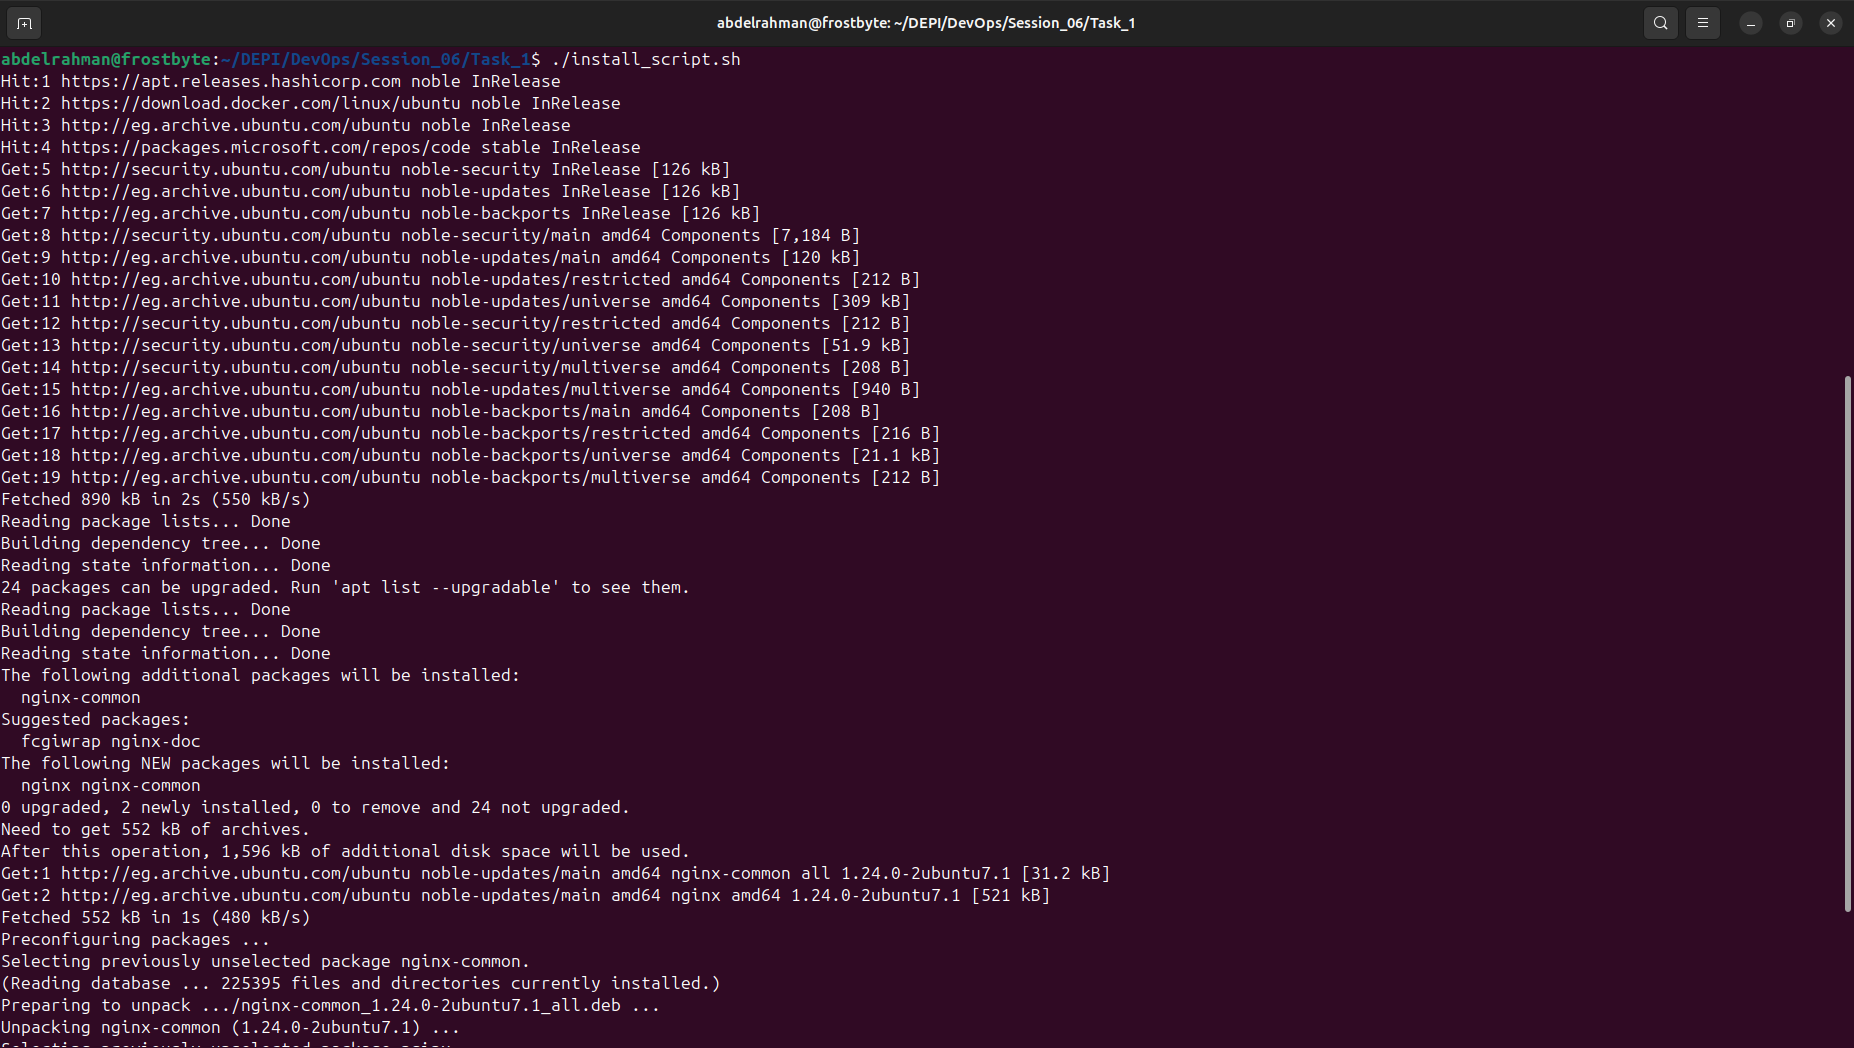 abdelrahman@frostbyte: ~/DEPI/DevOps/Session_06/Task_1
abdelrahman@frostbyte:~/DEPI/DevOps/Session_06/Task_1$ ./install_script.sh
Hit:1 https://apt.releases.hashicorp.com noble InRelease
Hit:2 https://download.docker.com/linux/ubuntu noble InRelease
Hit:3 http://eg.archive.ubuntu.com/ubuntu noble InRelease
Hit:4 https://packages.microsoft.com/repos/code stable InRelease
Get:5 http://security.ubuntu.com/ubuntu noble-security InRelease [126 kB]
Get:6 http://eg.archive.ubuntu.com/ubuntu noble-updates InRelease [126 kB]
Get:7 http://eg.archive.ubuntu.com/ubuntu noble-backports InRelease [126 kB]
Get:8 http://security.ubuntu.com/ubuntu noble-security/main amd64 Components [7,184 B]
Get:9 http://eg.archive.ubuntu.com/ubuntu noble-updates/main amd64 Components [120 kB]
Get:10 http://eg.archive.ubuntu.com/ubuntu noble-updates/restricted amd64 Components [212 B]
Get:11 http://eg.archive.ubuntu.com/ubuntu noble-updates/universe amd64 Components [309 kB]
Get:12 http://security.ubuntu.com/ubuntu noble-security/restricted amd64 Components [212 B]
Get:13 http://security.ubuntu.com/ubuntu noble-security/universe amd64 Components [51.9 kB]
Get:14 http://security.ubuntu.com/ubuntu noble-security/multiverse amd64 Components [208 B]
Get:15 http://eg.archive.ubuntu.com/ubuntu noble-updates/multiverse amd64 Components [940 B]
Get:16 http://eg.archive.ubuntu.com/ubuntu noble-backports/main amd64 Components [208 B]
Get:17 http://eg.archive.ubuntu.com/ubuntu noble-backports/restricted amd64 Components [216 B]
Get:18 http://eg.archive.ubuntu.com/ubuntu noble-backports/universe amd64 Components [21.1 kB]
Get:19 http://eg.archive.ubuntu.com/ubuntu noble-backports/multiverse amd64 Components [212 B]
Fetched 890 kB in 2s (550 kB/s)
Reading package lists... Done
Building dependency tree... Done
Reading state information... Done
24 packages can be upgraded. Run 'apt list --upgradable' to see them.
Reading package lists... Done
Building dependency tree... Done
Reading state information... Done
The following additional packages will be installed:
  nginx-common
Suggested packages:
  fcgiwrap nginx-doc
The following NEW packages will be installed:
  nginx nginx-common
0 upgraded, 2 newly installed, 0 to remove and 24 not upgraded.
Need to get 552 kB of archives.
After this operation, 1,596 kB of additional disk space will be used.
Get:1 http://eg.archive.ubuntu.com/ubuntu noble-updates/main amd64 nginx-common all 1.24.0-2ubuntu7.1 [31.2 kB]
Get:2 http://eg.archive.ubuntu.com/ubuntu noble-updates/main amd64 nginx amd64 1.24.0-2ubuntu7.1 [521 kB]
Fetched 552 kB in 1s (480 kB/s)
Preconfiguring packages ...
Selecting previously unselected package nginx-common.
(Reading database ... 225395 files and directories currently installed.)
Preparing to unpack .../nginx-common_1.24.0-2ubuntu7.1_all.deb ...
Unpacking nginx-common (1.24.0-2ubuntu7.1) ...